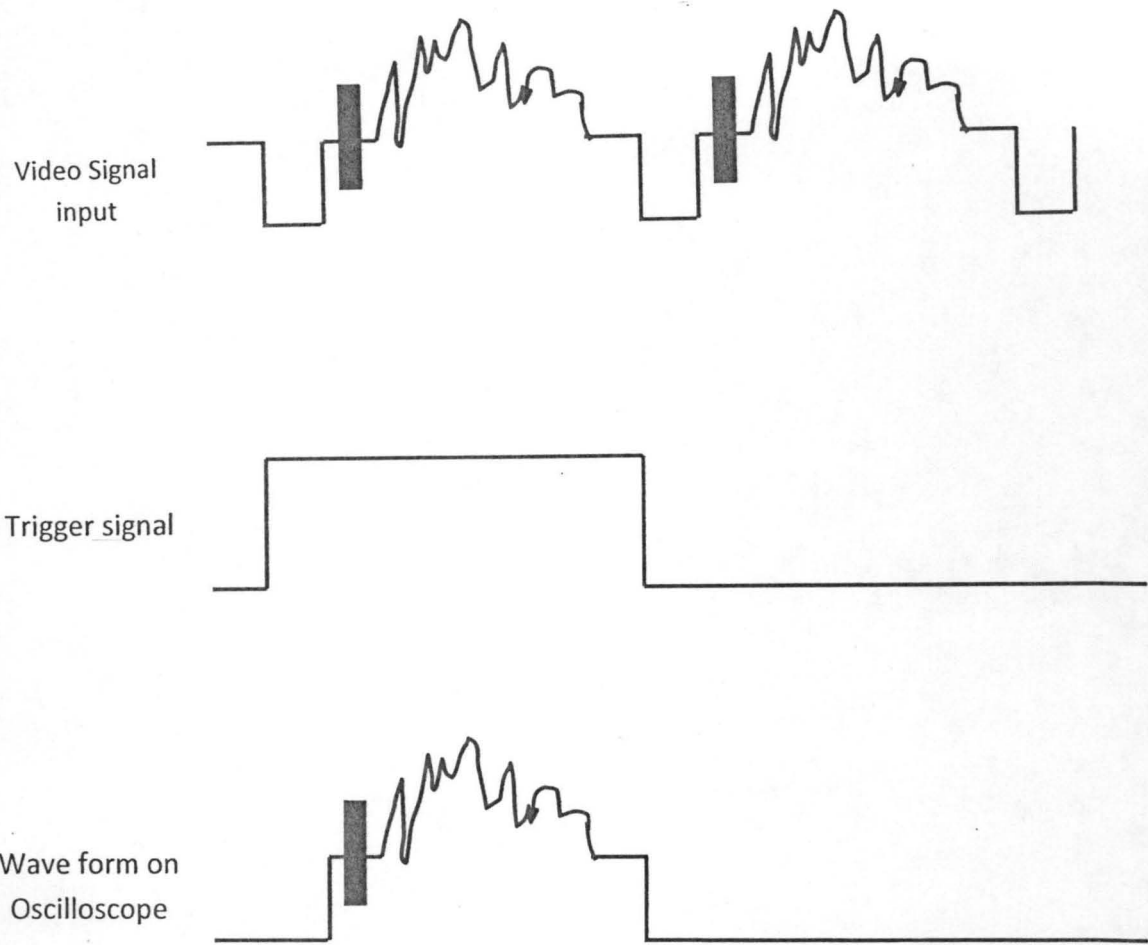 Video Signal
input
Trigger signal
Wave form on
Oscilloscope